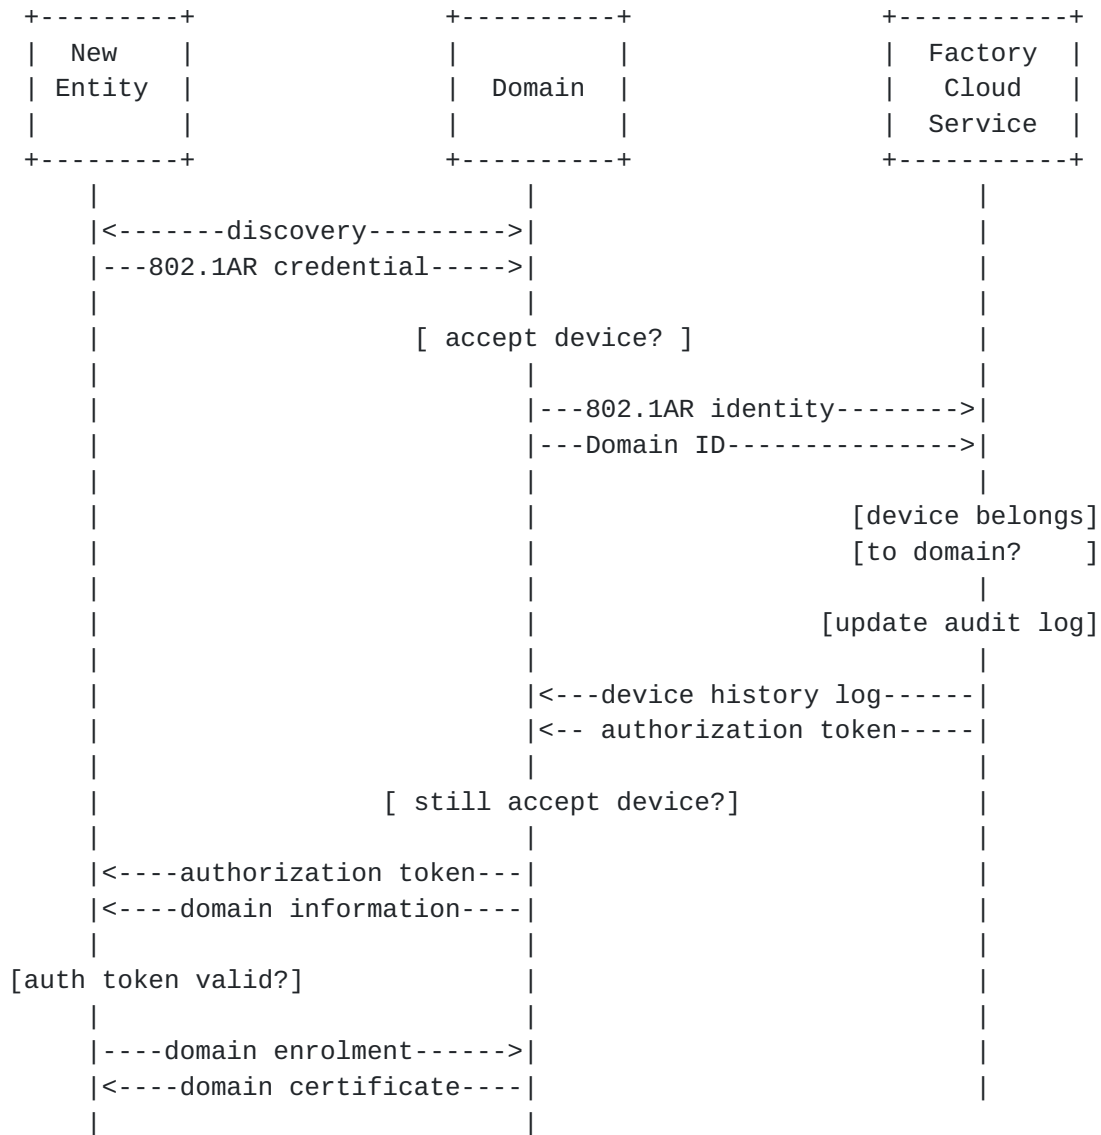 +---------+                +----------+                +-----------+
|  New    |                |          |                |  Factory  |
| Entity  |                |  Domain  |                |   Cloud   |
|         |                |          |                |  Service  |
+---------+                +----------+                +-----------+
    |                           |                            |
    |<-------discovery--------->|                            |
    |---802.1AR credential----->|                            |
    |                           |                            |
    |                    [ accept device? ]                  |
    |                           |                            |
    |                           |---802.1AR identity-------->|
    |                           |---Domain ID--------------->|
    |                           |                            |
    |                           |                    [device belongs]
    |                           |                    [to domain?    ]
    |                           |                            |
    |                           |                  [update audit log]
    |                           |                            |
    |                           |<---device history log------|
    |                           |<-- authorization token-----|
    |                           |                            |
    |                  [ still accept device?]               |
    |                           |                            |
    |<----authorization token---|                            |
    |<----domain information----|                            |
    |                           |                            |
[auth token valid?]             |                            |
    |                           |                            |
    |----domain enrolment------>|                            |
    |<----domain certificate----|                            |
    |                           |